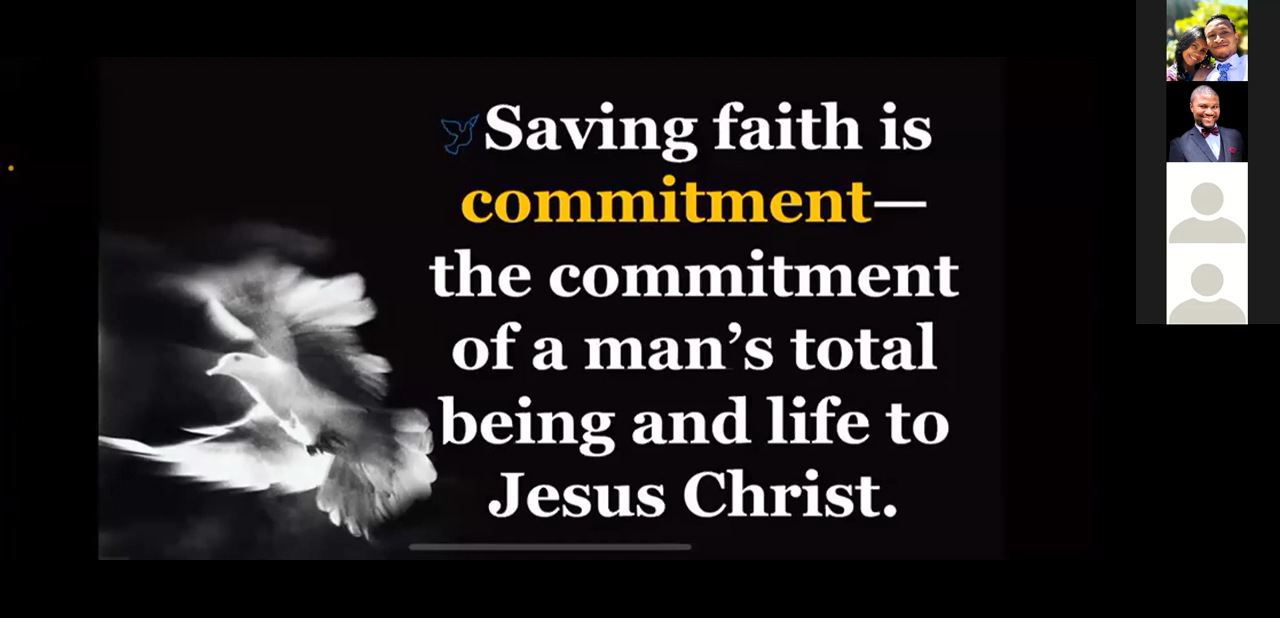 Saving faith is
commitment—
the commitment
of a man’s total
being and life to
Jesus Christ.